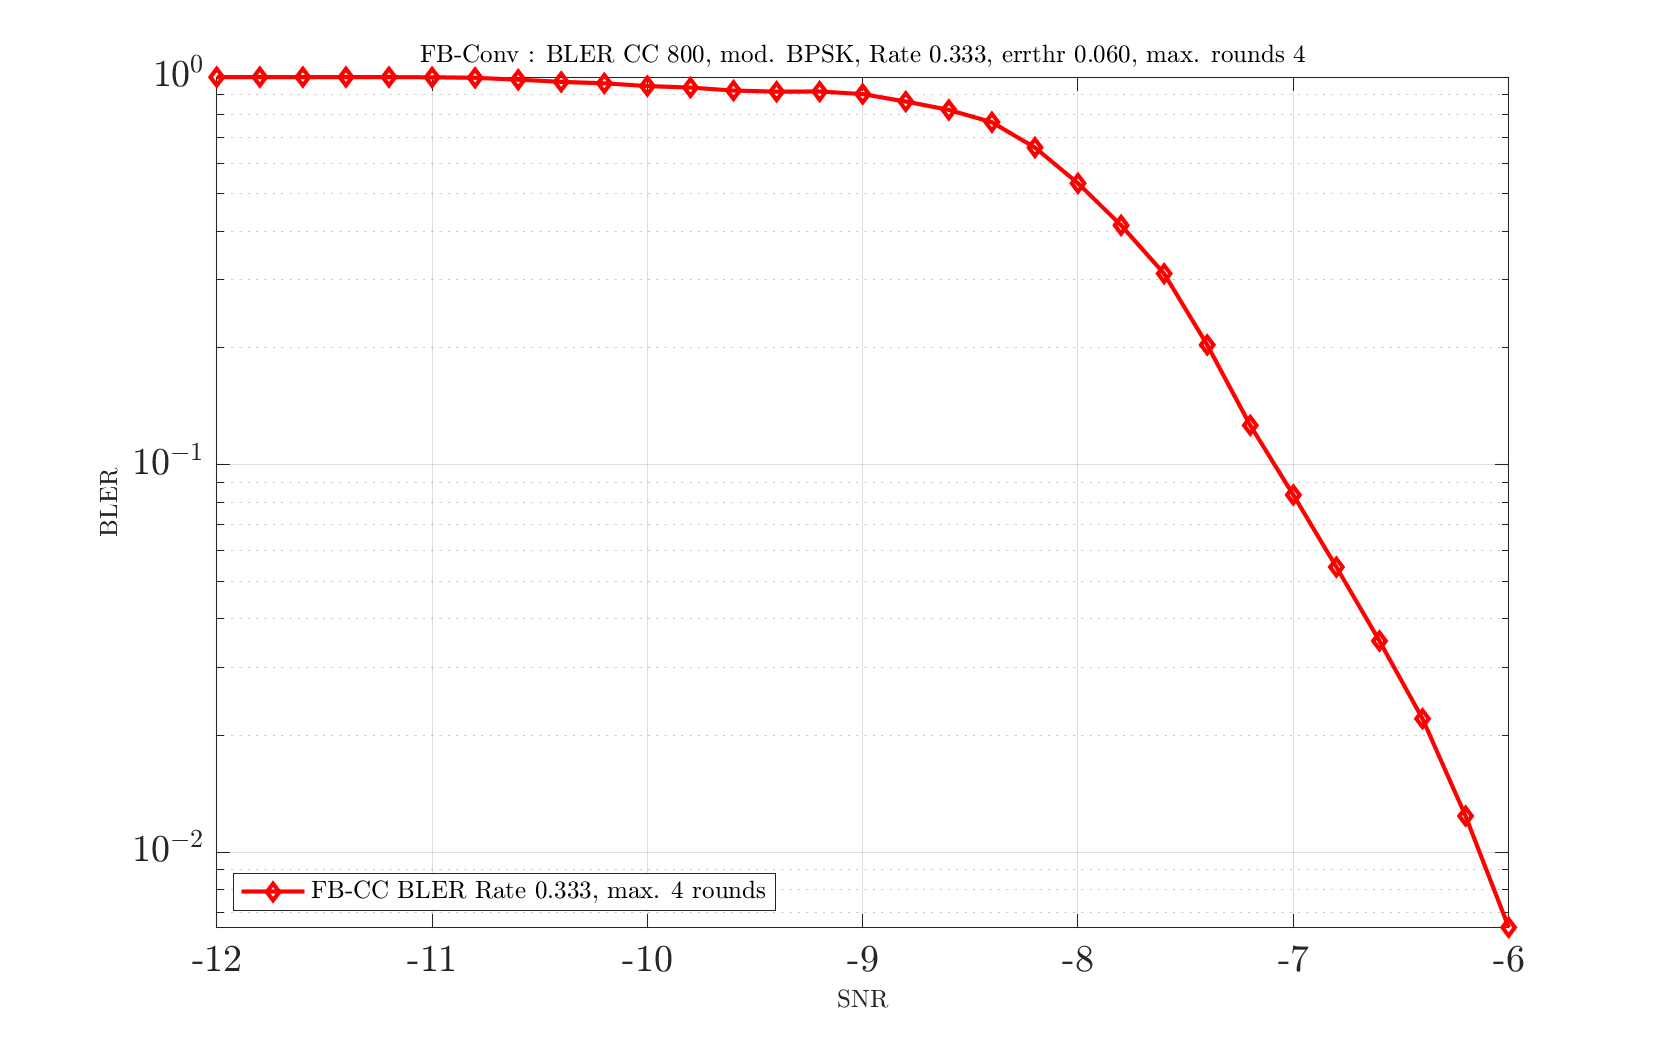 FB-Conv : BLER CC 800, mod. BPSK, Rate 0.333, errthr 0.060, max. rounds 4
10^0
10^{-1}
10^{-2}
BLER
FB-CC BLER Rate 0.333, max. 4 rounds
-12 -11 -10 -9 -8 -7 -6
SNR